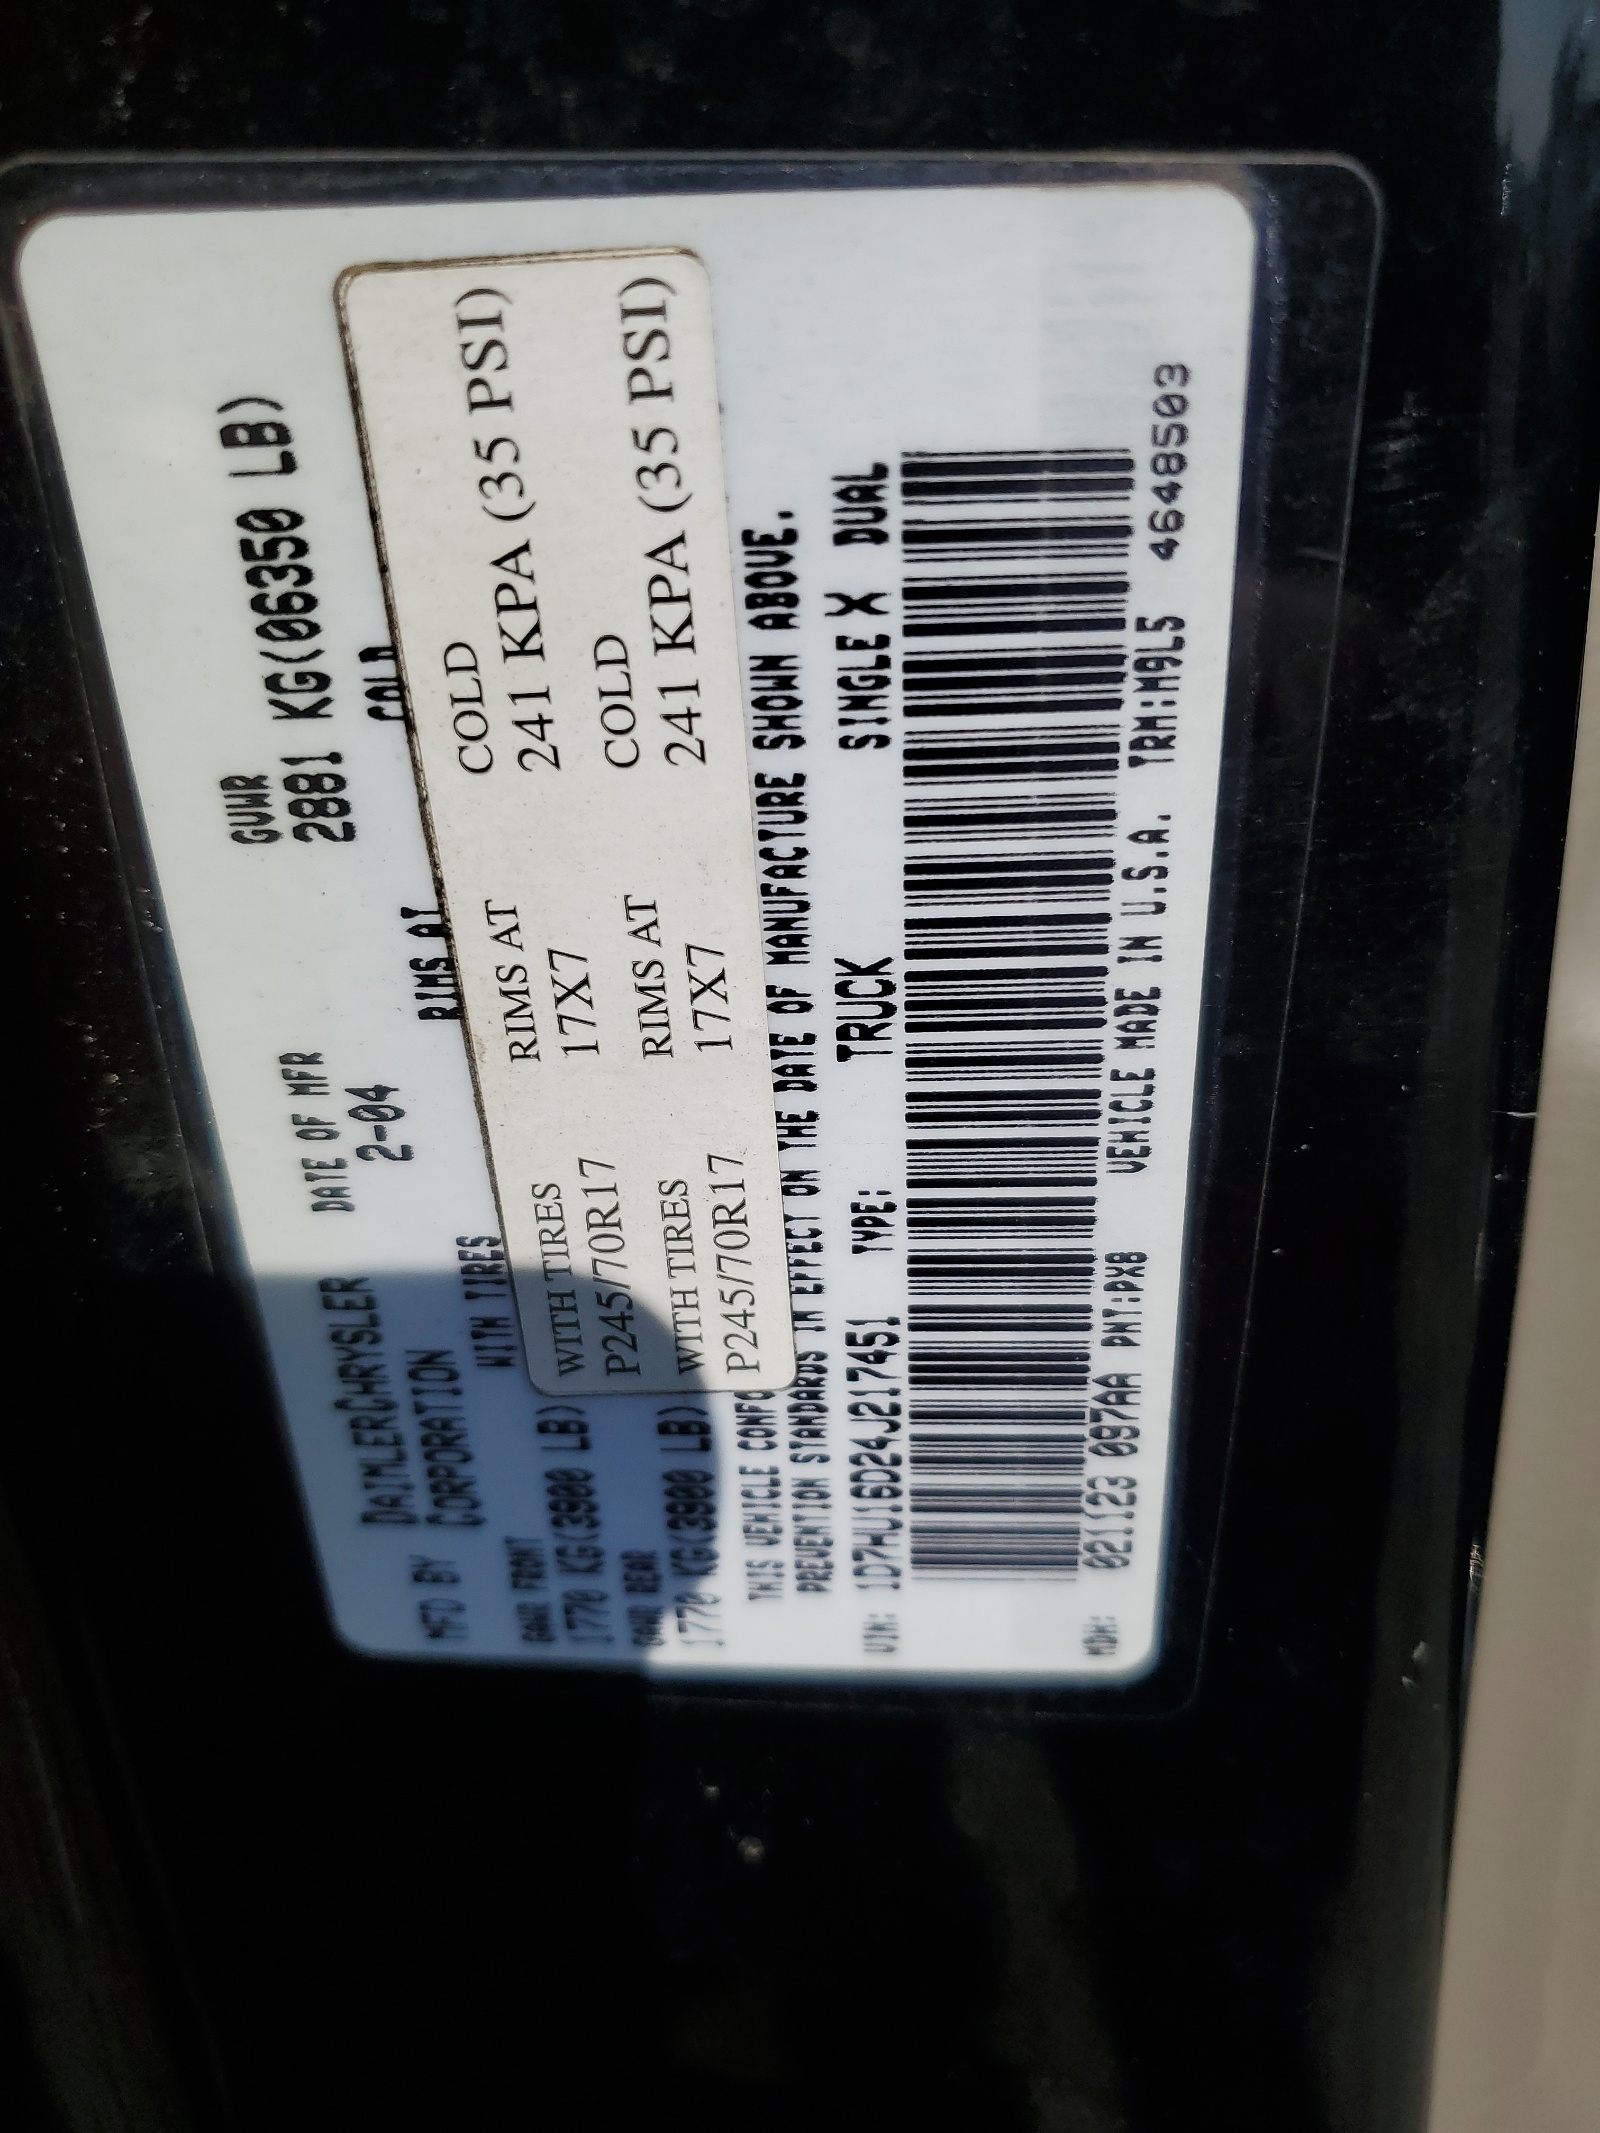 MFD BY DAIMLERCHRYSLER DATE OF MFR GVWR
CORPORATION 2-04 2881 KG(06350 LB)
WITH TIRES RIMS AT COLD
GAWR FRONT WITH TIRES RIMS AT COLD
1770 KG(3900 LB) P245/70R17 17X7 241 KPA (35 PSI)
GAWR REAR WITH TIRES RIMS AT COLD
1770 KG(3900 LB) P245/70R17 17X7 241 KPA (35 PSI)
THIS VEHICLE
PREVENTION STANDARDS IN EFFECT ON THE DATE OF MANUFACTURE SHOWN ABOVE.
VIN: 1D7HU16D24J217451 TYPE: TRUCK SINGLE X DUAL
MDH: 021123 097AA PNT:PX8 VEHICLE MADE IN U.S.A. TRM:M9L5 4648503